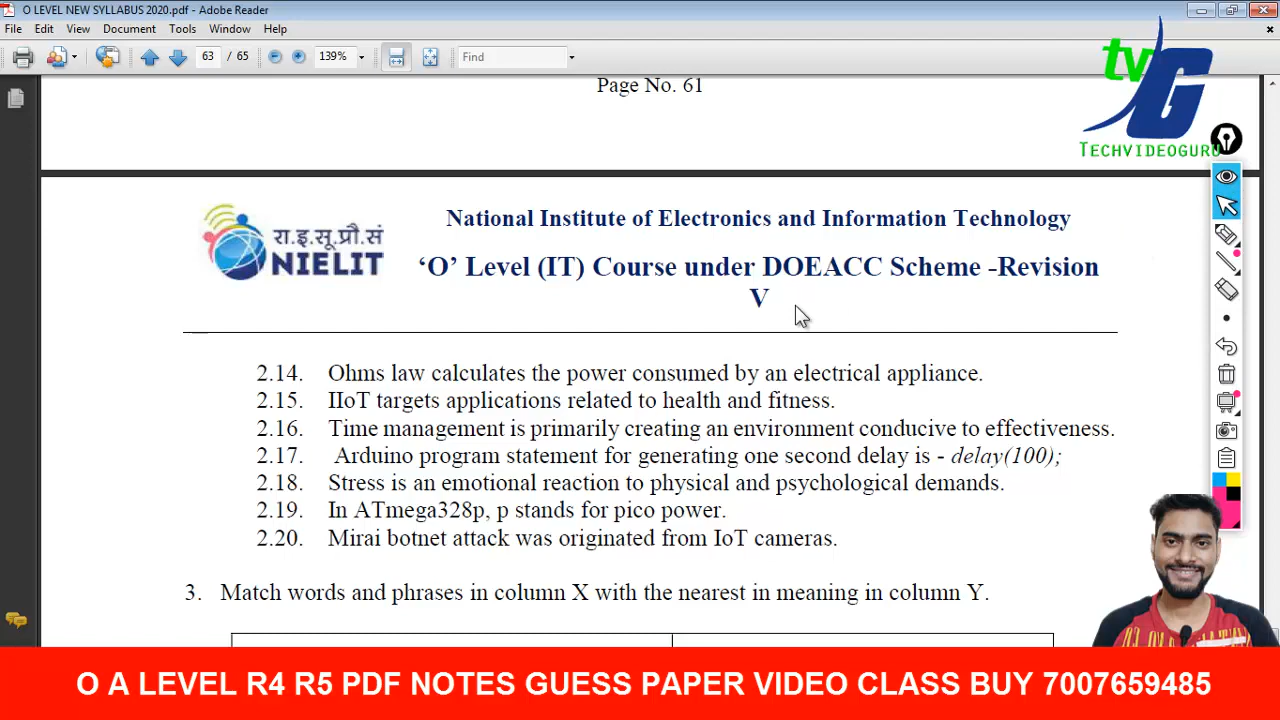 O LEVEL NEW SYLLABUS 2020.pdf - Adobe Reader
File Edit View Document Tools Window Help
63 / 65 139% Find
Page No. 61
tv G
TECHVIDEOGURU
रा.इ.सू.प्रौ.सं
NIELIT
National Institute of Electronics and Information Technology
‘O’ Level (IT) Course under DOEACC Scheme -Revision
V
2.14. Ohms law calculates the power consumed by an electrical appliance.
2.15. IIoT targets applications related to health and fitness.
2.16. Time management is primarily creating an environment conducive to effectiveness.
2.17. Arduino program statement for generating one second delay is - delay(100);
2.18. Stress is an emotional reaction to physical and psychological demands.
2.19. In ATmega328p, p stands for pico power.
2.20. Mirai botnet attack was originated from IoT cameras.
3. Match words and phrases in column X with the nearest in meaning in column Y.
O A LEVEL R4 R5 PDF NOTES GUESS PAPER VIDEO CLASS BUY 7007659485